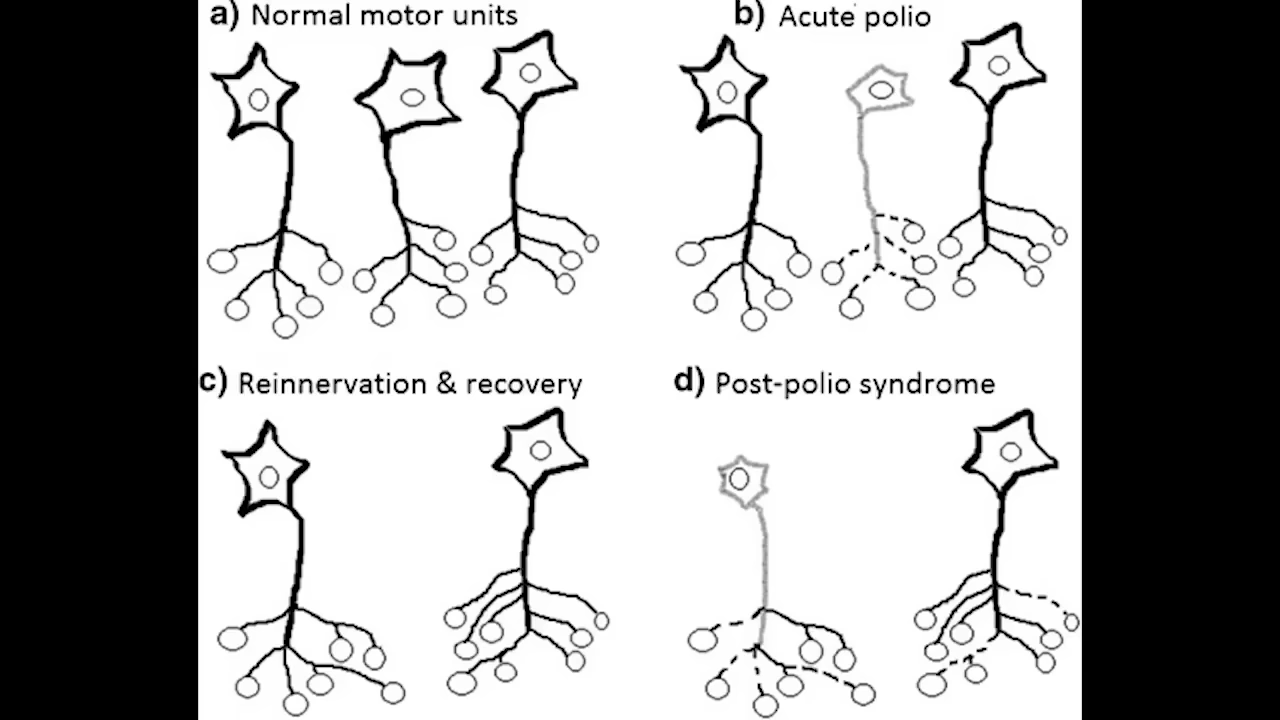 a) Normal motor units
b) Acute polio
c) Reinnervation & recovery
d) Post-polio syndrome